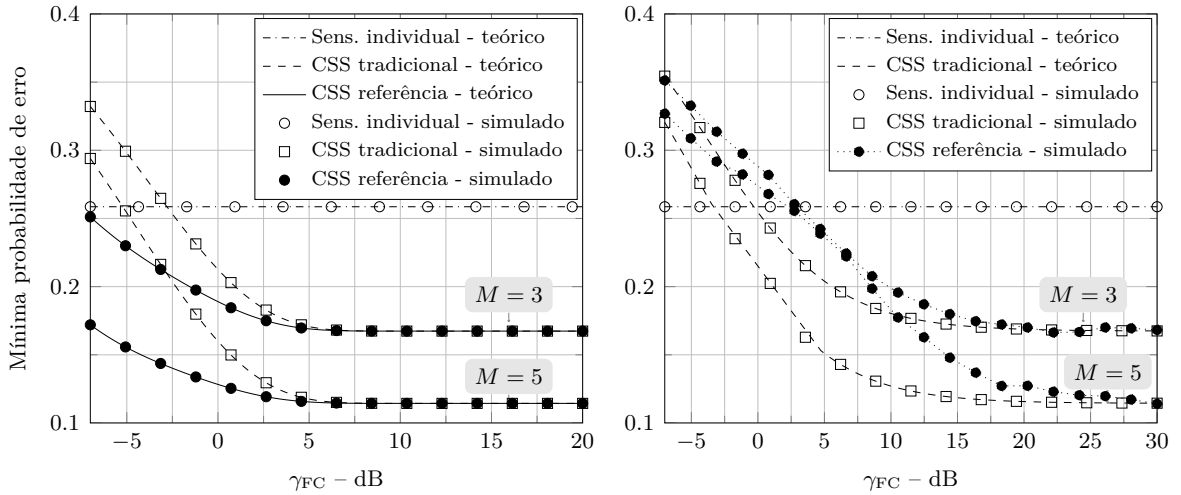 Mínima probabilidade de erro
0.4
0.3
0.2
0.1
Sens. individual - teórico
CSS tradicional - teórico
CSS referência - teórico
Sens. individual - simulado
CSS tradicional - simulado
CSS referência - simulado
M = 3
M = 5
−5 0 5 10 15 20
γFC – dB
0.4
0.3
0.2
0.1
Sens. individual - teórico
CSS tradicional - teórico
Sens. individual - simulado
CSS tradicional - simulado
CSS referência - simulado
M = 3
M = 5
−5 0 5 10 15 20 25 30
γFC – dB